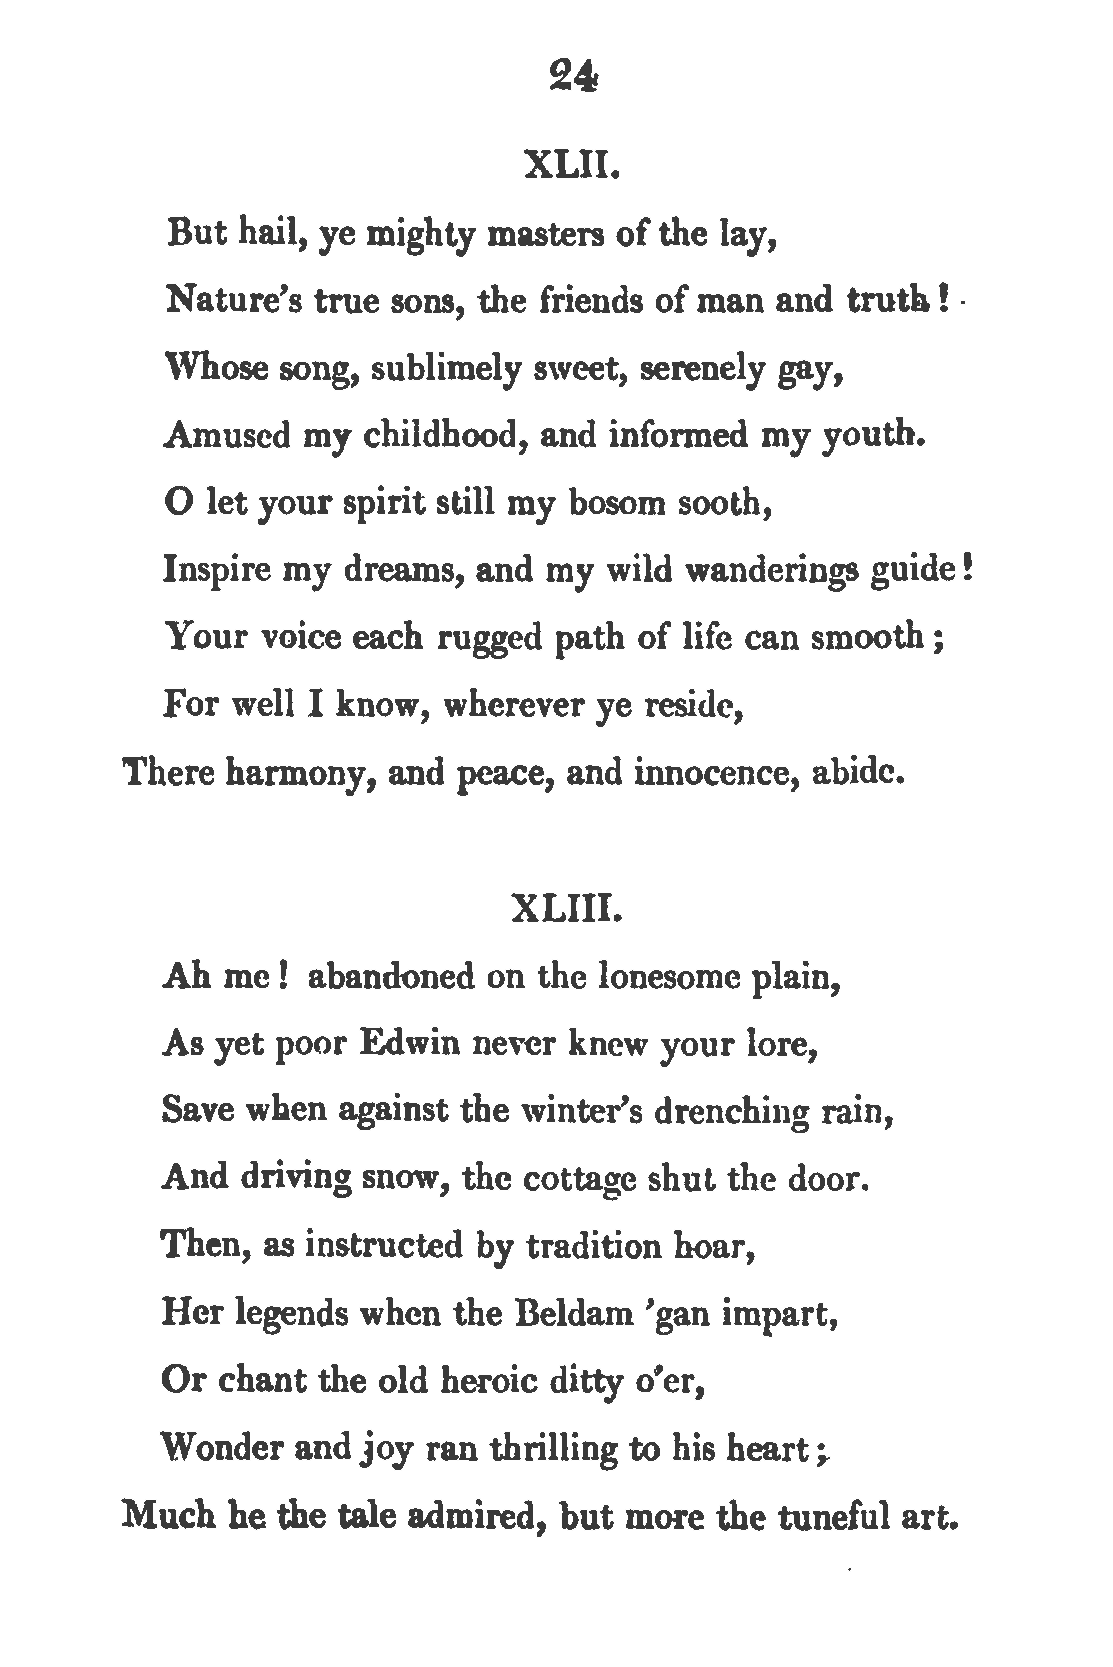 24
XLII.
But hail, ye mighty masters of the lay,
Nature's true sons, the friends of man and truth!
Whose song, sublimely sweet, serenely gay,
Amused my childhood, and informed my youth.
O let your spirit still my bosom sooth,
Inspire my dreams, and my wild wanderings guide!
Your voice each rugged path of life can smooth;
For well I know, wherever ye reside,
There harmony, and peace, and innocence, abide.
XLIII.
Ah me! abandoned on the lonesome plain,
As yet poor Edwin never knew your lore,
Save when against the winter's drenching rain,
And driving snow, the cottage shut the door.
Then, as instructed by tradition hoar,
Her legends when the Beldam 'gan impart,
Or chant the old heroic ditty o'er,
Wonder and joy ran thrilling to his heart;
Much he the tale admired, but more the tuneful art.